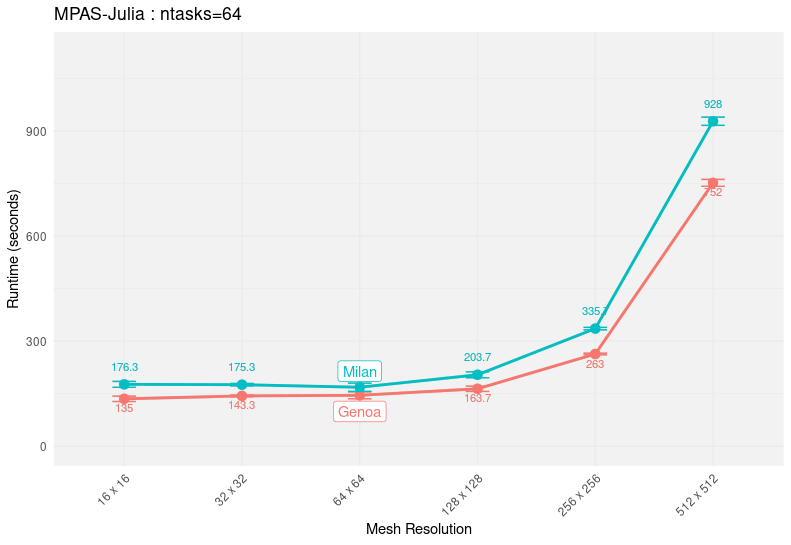 MPAS-Julia : ntasks=64
Runtime (seconds)
900
600
300
0
928
752
335.7
263
203.7
163.7
176.3
175.3
Milan
135
143.3
Genoa
16 x 16
32 x 32
64 x 64
128 x 128
256 x 256
512 x 512
Mesh Resolution